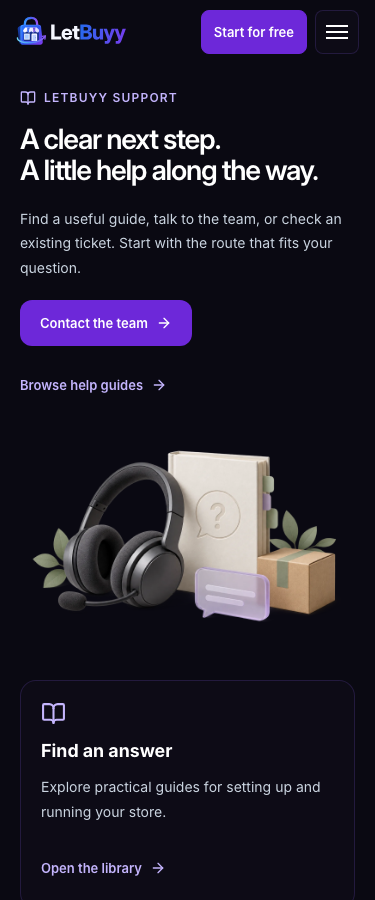 LetBuyy
Start for free
LETBUYY SUPPORT
A clear next step.
A little help along the way.
Find a useful guide, talk to the team, or check an
existing ticket. Start with the route that fits your
question.
Contact the team
Browse help guides
?
Find an answer
Explore practical guides for setting up and
running your store.
Open the library